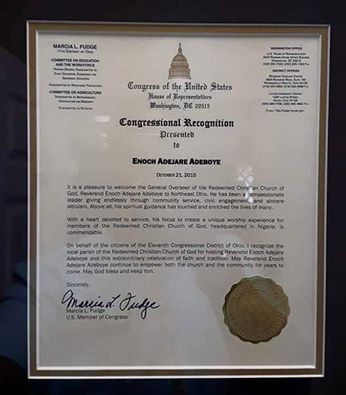 MARCIA L. FUDGE
11TH DISTRICT OF OHIO
COMMITTEE ON EDUCATION
AND THE WORKFORCE
COMMITTEE ON AGRICULTURE
WASHINGTON OFFICE
DISTRICT OFFICES
Congress of the United States
House of Representatives
Washington, DC 20515
Congressional Recognition
Presented
to
ENOCH ADEJARE ADEBOYE
OCTOBER 21, 2015
It is a pleasure to welcome the General Overseer of the Redeemed Christian Church of
God, Reverend Enoch Adejare Adeboye to Northeast Ohio. He has been a compassionate
leader giving endlessly through community service, civic engagement and sincere
altruism. Above all, his spiritual guidance has touched and enriched the lives of many.
With a heart devoted to service, his focus to create a unique worship experience for
members of the Redeemed Christian Church of God, headquartered in Nigeria, is
commendable.
On behalf of the citizens of the Eleventh Congressional District of Ohio, I recognize the
local parish of the Redeemed Christian Church of God for hosting Reverend Enoch Adejare
Adeboye and this extraordinary celebration of faith and tradition. May Reverend Enoch
Adejare Adeboye continue to empower both the church and the community for years to
come. May God bless and keep him.
Sincerely,
Marcia L. Fudge
Marcia L. Fudge
U.S. Member of Congress